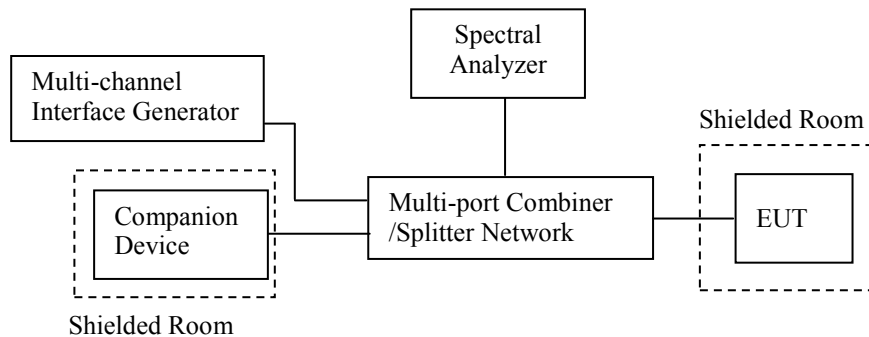 Spectral
Analyzer
Multi-channel
Interface Generator
Shielded Room
Multi-port Combiner
/Splitter Network
EUT
Companion
Device
Shielded Room